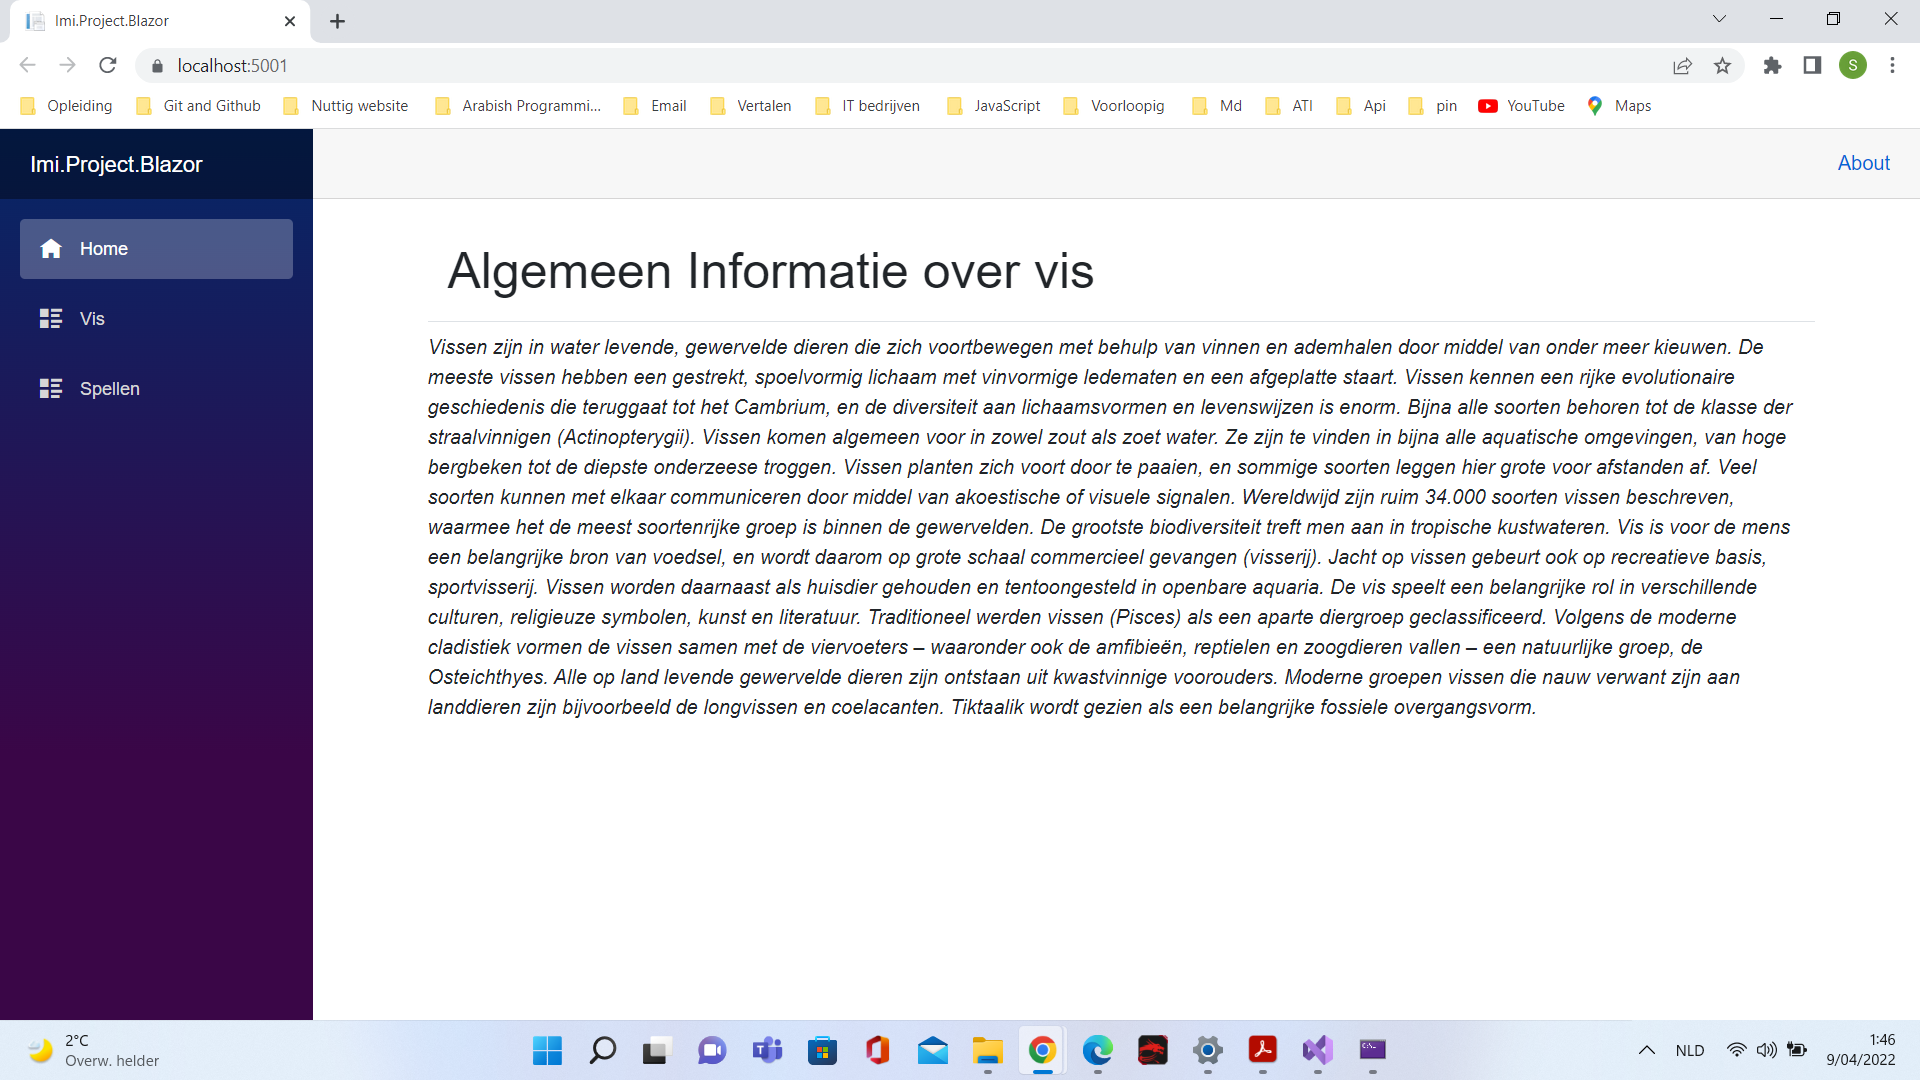 Imi.Project.Blazor
localhost:5001
S
Opleiding
Git and Github
Nuttig website
Arabish Programmi...
Email
Vertalen
IT bedrijven
JavaScript
Voorloopig
Md
ATI
Api
pin
YouTube
Maps
Imi.Project.Blazor
About
Home
Vis
Spellen
Algemeen Informatie over vis
Vissen zijn in water levende, gewervelde dieren die zich voortbewegen met behulp van vinnen en ademhalen door middel van onder meer kieuwen. De
meeste vissen hebben een gestrekt, spoelvormig lichaam met vinvormige ledematen en een afgeplatte staart. Vissen kennen een rijke evolutionaire
geschiedenis die teruggaat tot het Cambrium, en de diversiteit aan lichaamsvormen en levenswijzen is enorm. Bijna alle soorten behoren tot de klasse der
straalvinnigen (Actinopterygii). Vissen komen algemeen voor in zowel zout als zoet water. Ze zijn te vinden in bijna alle aquatische omgevingen, van hoge
bergbeken tot de diepste onderzeese troggen. Vissen planten zich voort door te paaien, en sommige soorten leggen hier grote voor afstanden af. Veel
soorten kunnen met elkaar communiceren door middel van akoestische of visuele signalen. Wereldwijd zijn ruim 34.000 soorten vissen beschreven,
waarmee het de meest soortenrijke groep is binnen de gewervelden. De grootste biodiversiteit treft men aan in tropische kustwateren. Vis is voor de mens
een belangrijke bron van voedsel, en wordt daarom op grote schaal commercieel gevangen (visserij). Jacht op vissen gebeurt ook op recreatieve basis,
sportvisserij. Vissen worden daarnaast als huisdier gehouden en tentoongesteld in openbare aquaria. De vis speelt een belangrijke rol in verschillende
culturen, religieuze symbolen, kunst en literatuur. Traditioneel werden vissen (Pisces) als een aparte diergroep geclassificeerd. Volgens de moderne
cladistiek vormen de vissen samen met de viervoeters – waaronder ook de amfibieën, reptielen en zoogdieren vallen – een natuurlijke groep, de
Osteichthyes. Alle op land levende gewervelde dieren zijn ontstaan uit kwastvinnige voorouders. Moderne groepen vissen die nauw verwant zijn aan
landdieren zijn bijvoorbeeld de longvissen en coelacanten. Tiktaalik wordt gezien als een belangrijke fossiele overgangsvorm.
2°C
Overw. helder
NLD
1:46
9/04/2022